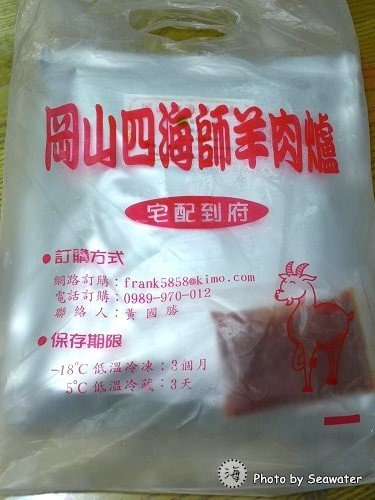 岡山四海師羊肉爐
宅配到府
●訂購方式
網路訂購：frank5858@kimo.com
電話訂購：0989-970-012
聯絡人：黃國勝
●保存期限
-18℃低溫冷凍：3個月
5℃低溫冷藏：3天
海 Photo by Seawater